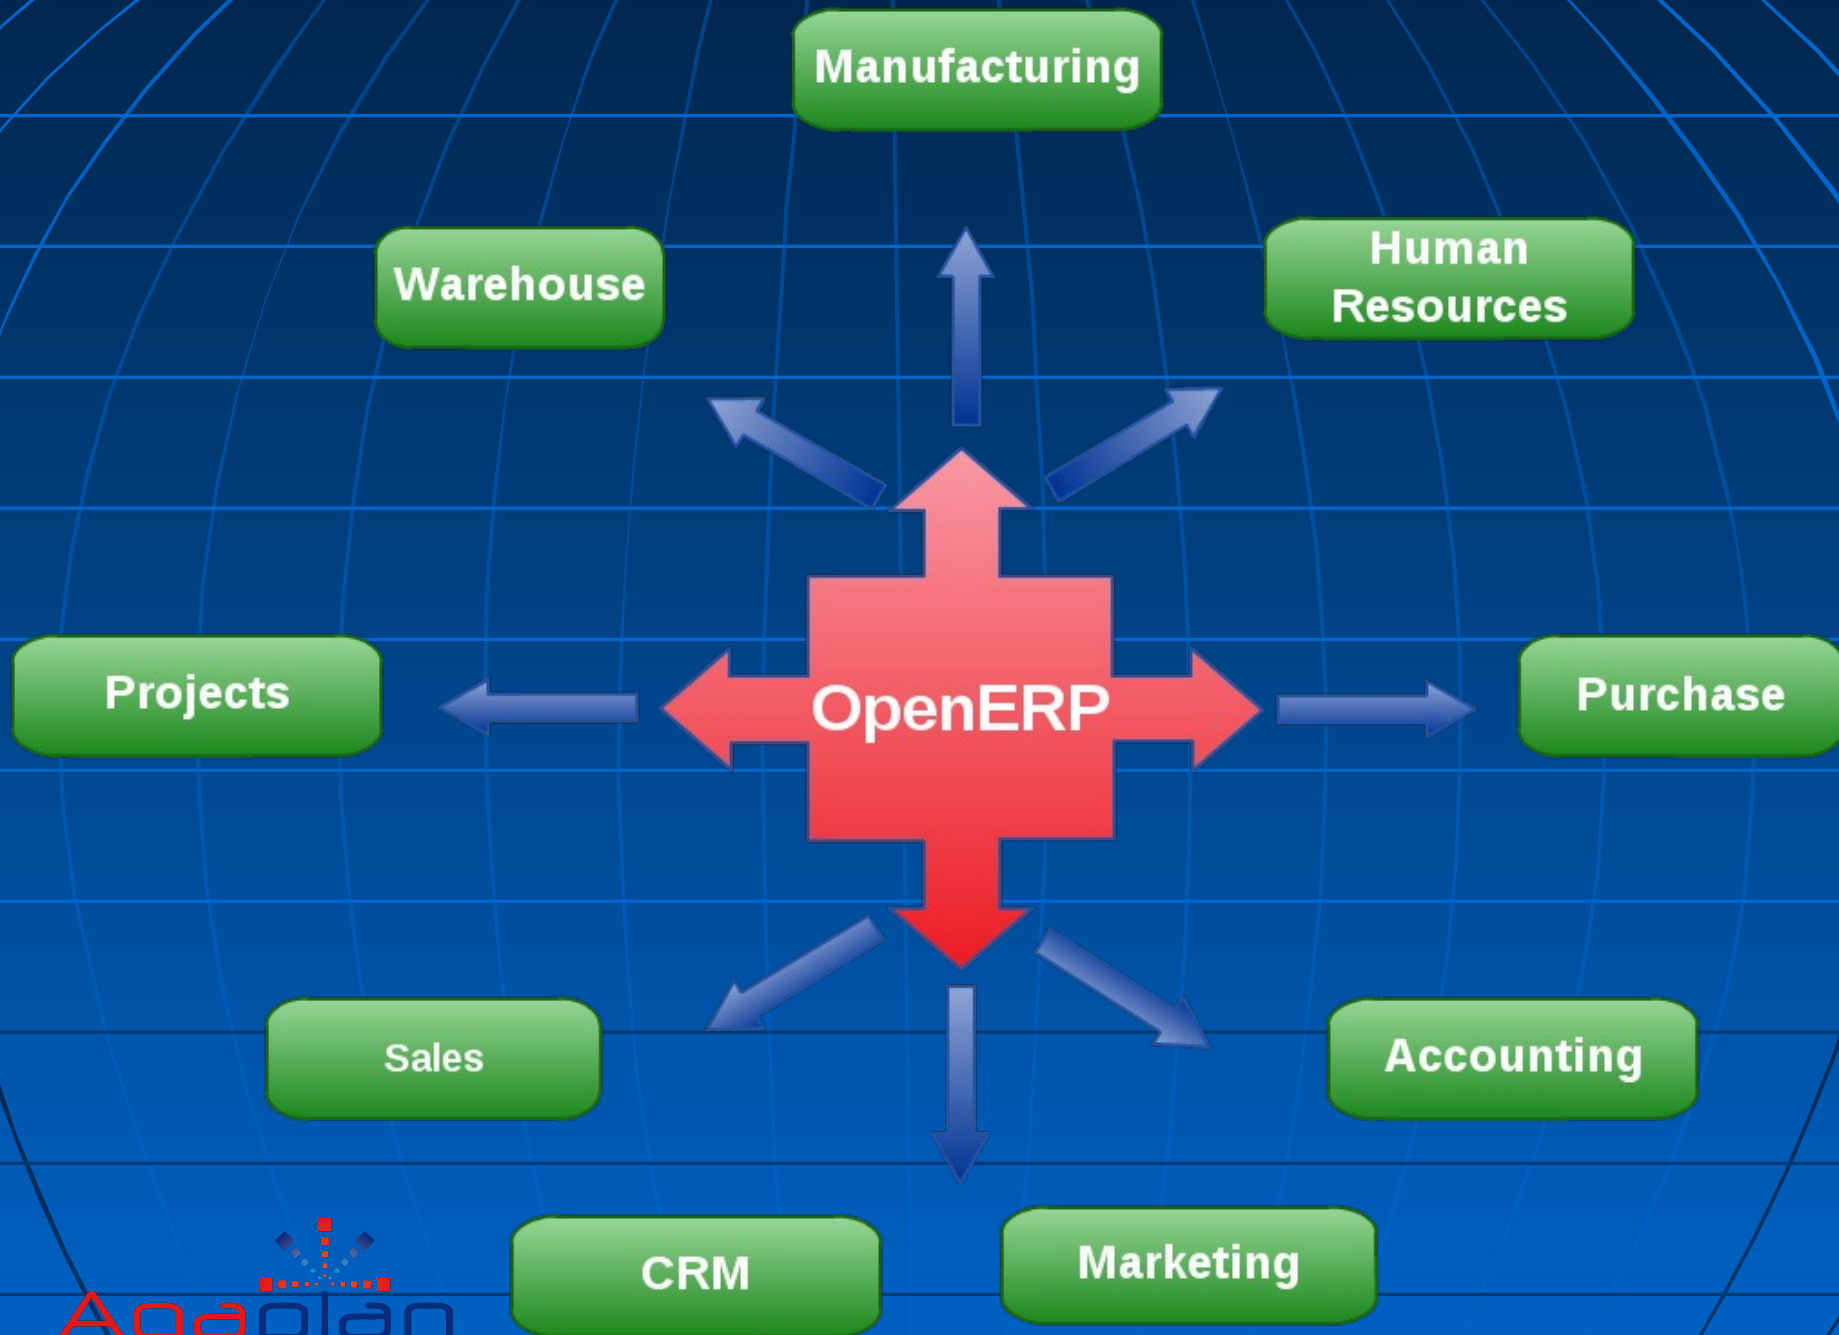 Manufacturing
Warehouse
Human
Resources
Projects
OpenERP
Purchase
Sales
Accounting
CRM
Marketing